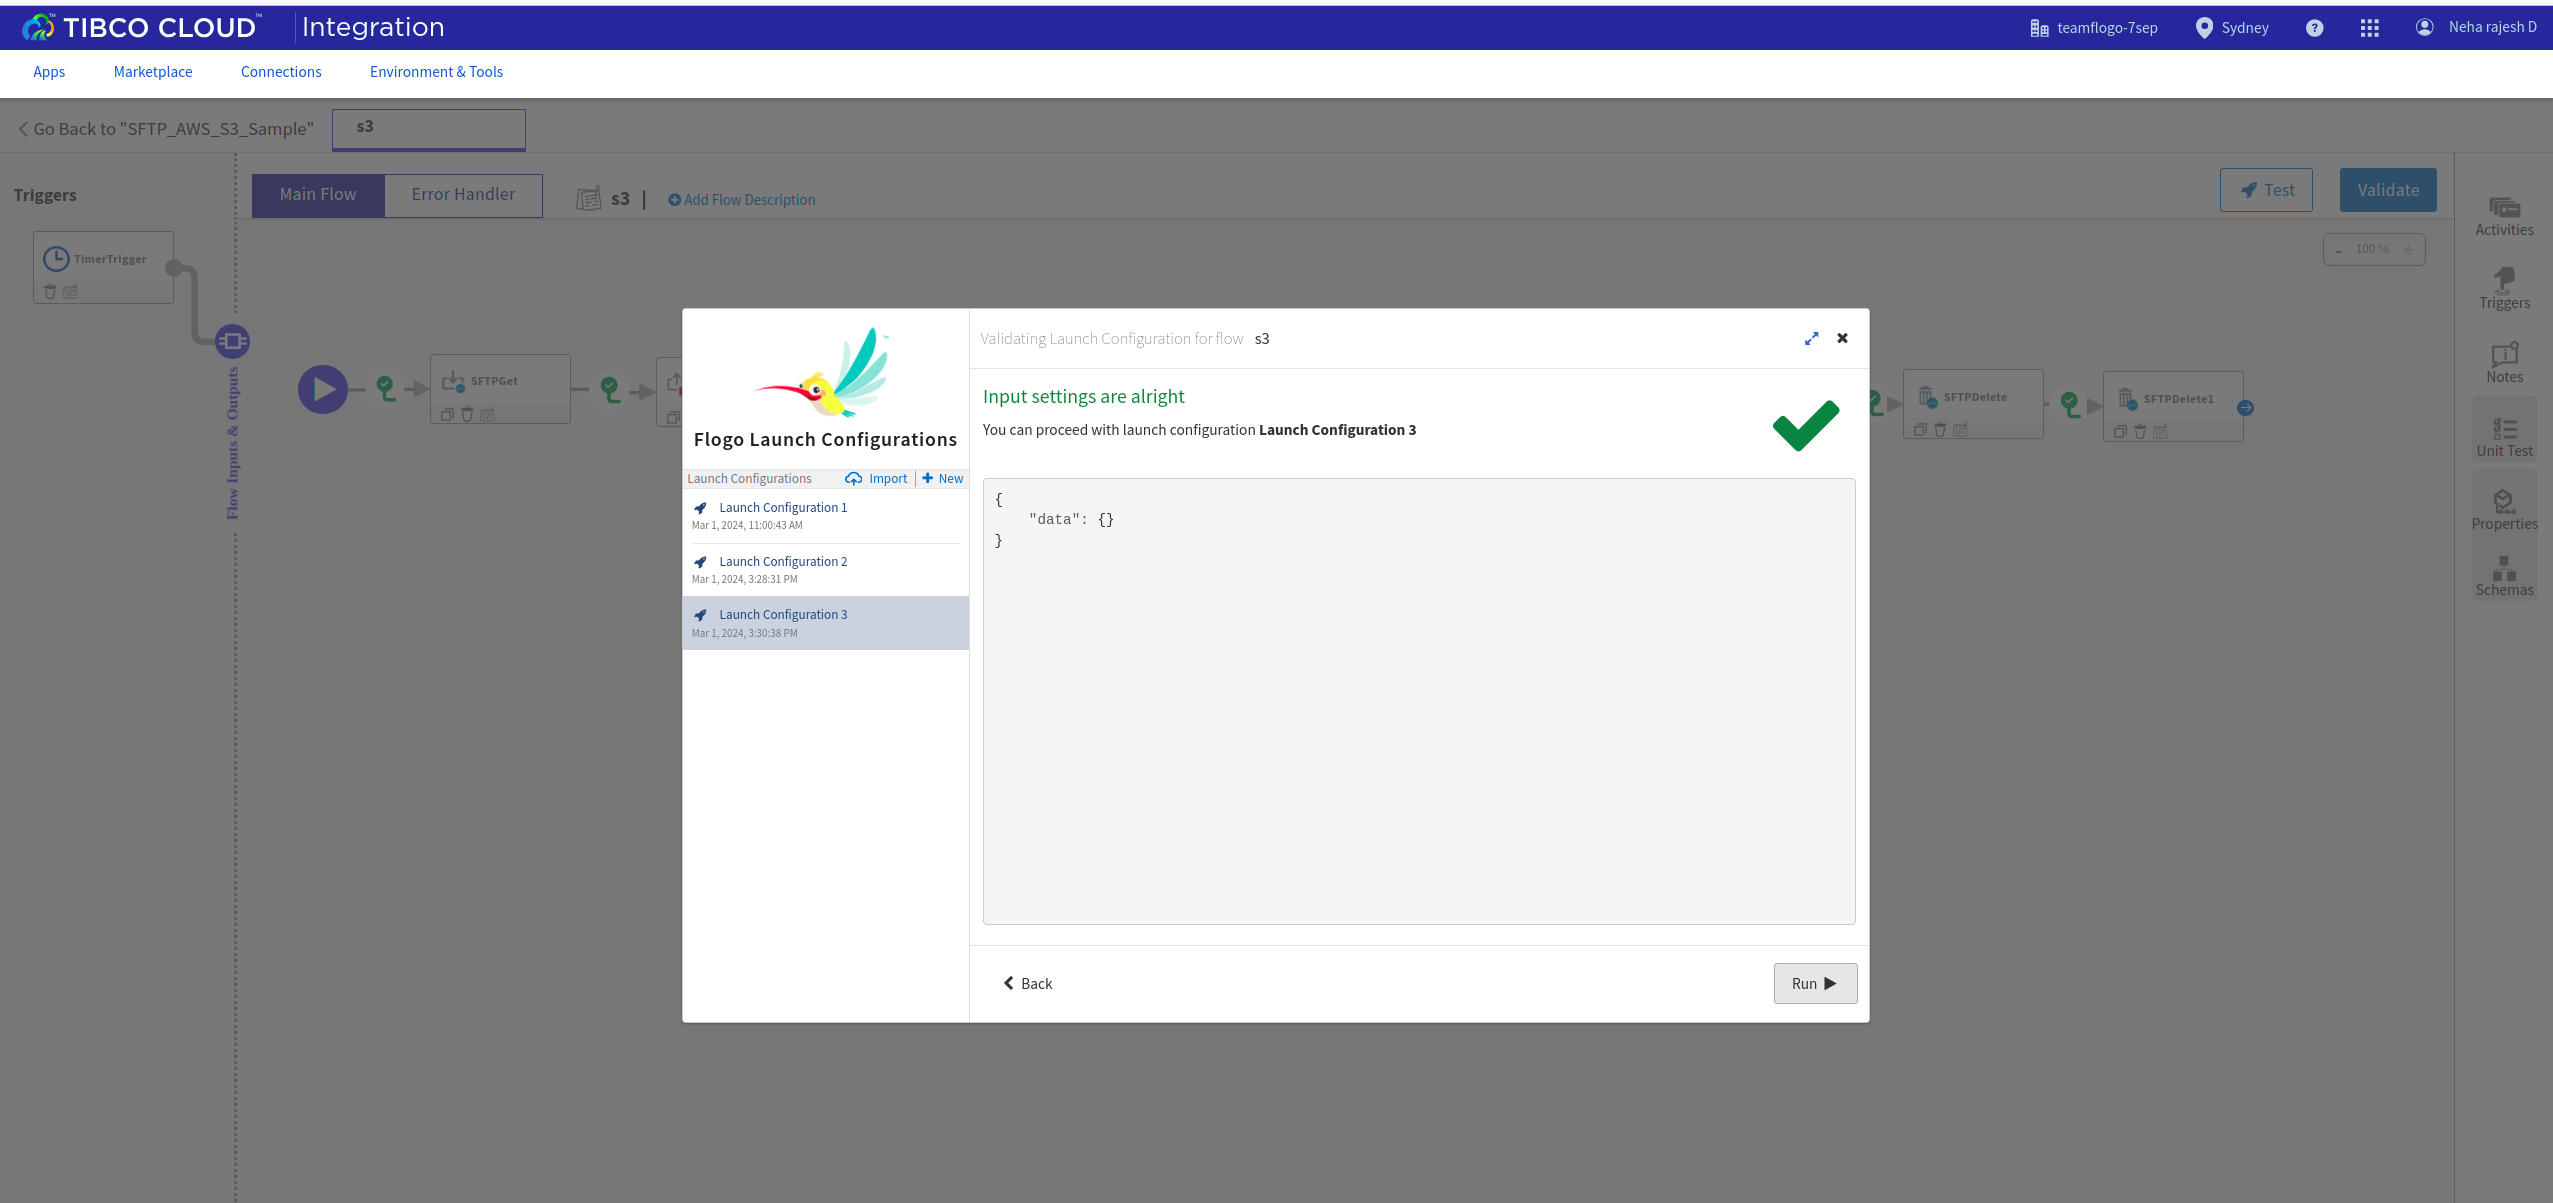 TIBCO CLOUD™ Integration
teamflogo-7sep Sydney ? Neha rajesh D
Apps Marketplace Connections Environment & Tools
Go Back to "SFTP_AWS_S3_Sample" s3
Triggers
Main Flow Error Handler s3 | Add Flow Description Test Validate
TimerTrigger
- 100 % +
Activities
Triggers
Notes
Unit Test
Properties
Schemas
Flow Inputs & Outputs
SFTPGet
SFTPDelete
SFTPDelete1
Flogo Launch Configurations
Launch Configurations Import | + New
Launch Configuration 1
Mar 1, 2024, 11:00:43 AM
Launch Configuration 2
Mar 1, 2024, 3:28:31 PM
Launch Configuration 3
Mar 1, 2024, 3:30:38 PM
Validating Launch Configuration for flow s3
Input settings are alright
You can proceed with launch configuration Launch Configuration 3
{
"data": {}
}
Back
Run